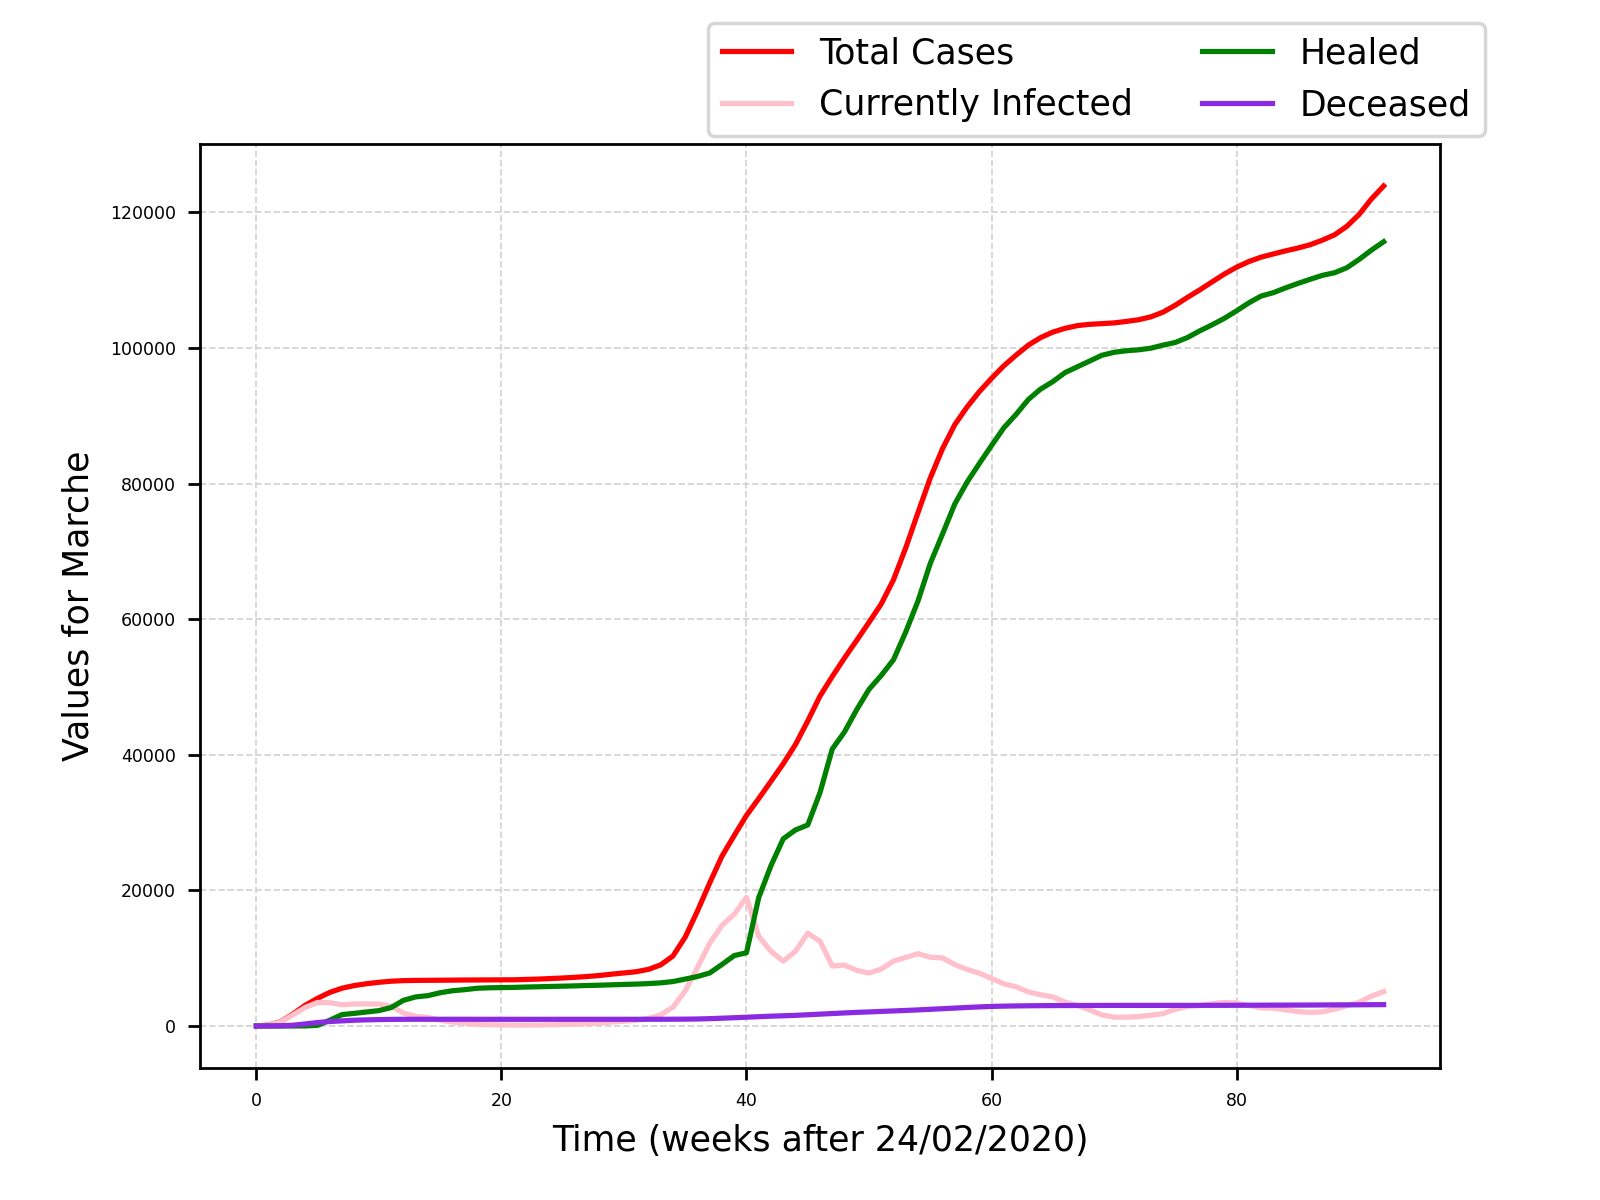 Total Cases
Currently Infected
Healed
Deceased
Values for Marche
120000
100000
80000
60000
40000
20000
0
0 20 40 60 80
Time (weeks after 24/02/2020)